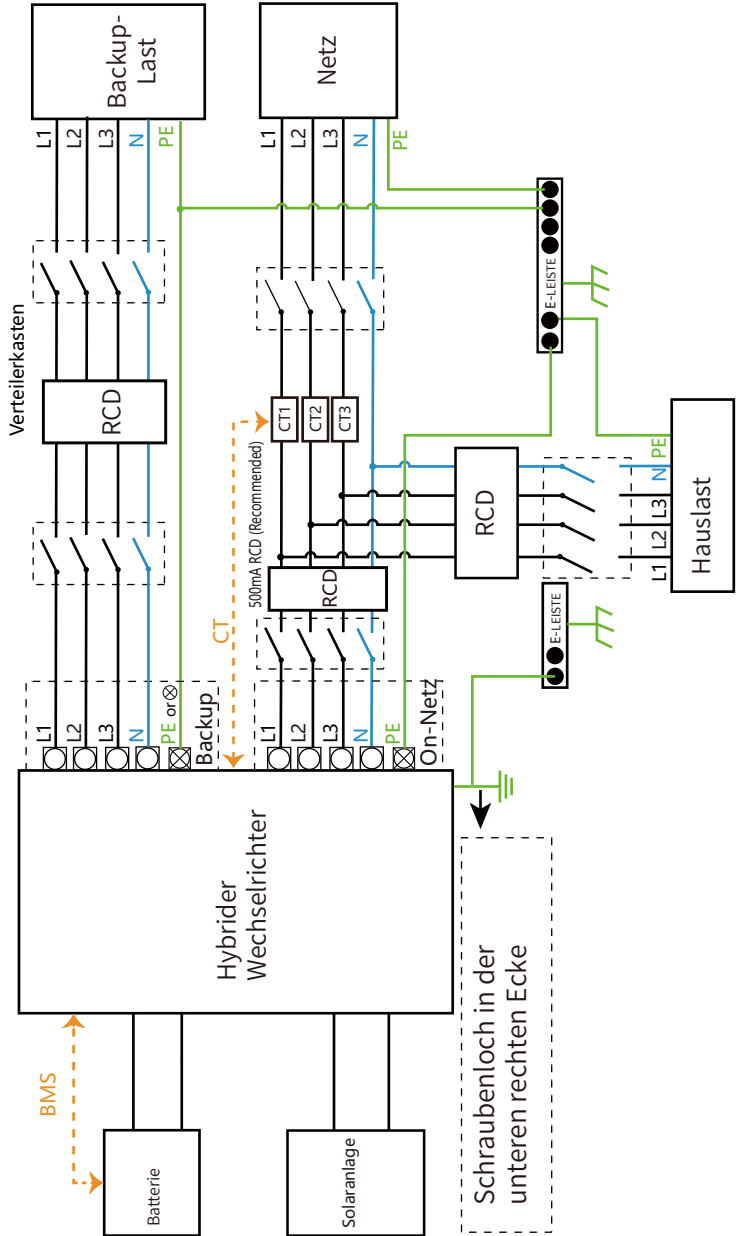 Backup-
Last
Netz
L1
L2
L3
N
PE
L1
L2
L3
N
PE
Verteilerkasten
RCD
CT1
CT2
CT3
E-LEISTE
CT
500mA RCD (Recommended)
RCD
RCD
L1
L2
L3
N
PE
Hauslast
E-LEISTE
L1
L2
L3
N
PE
or
Backup
L1
L2
L3
N
PE
On-Netz
Hybrider
Wechselrichter
BMS
Batterie
Solaranlage
Schraubenloch in der
unteren rechten Ecke